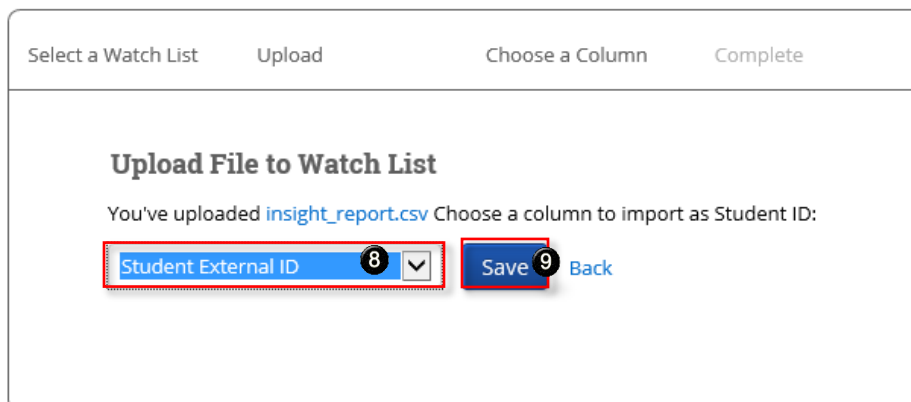 Select a Watch List Upload Choose a Column Complete
Upload File to Watch List
You've uploaded insight_report.csv Choose a column to import as Student ID:
Student External ID 8 Save 9 Back